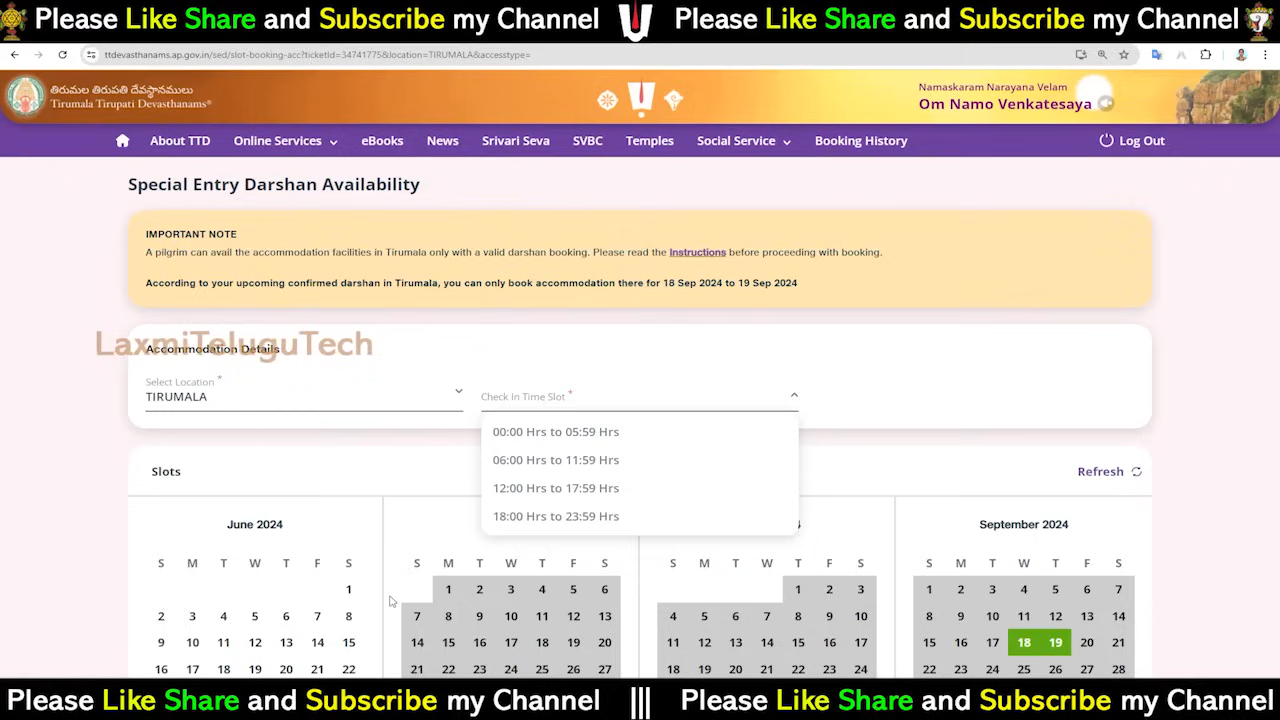 Please Like Share and Subscribe my Channel
Please Like Share and Subscribe my Channel
ttdevasthanams.ap.gov.in/sed/slot-booking-acc?ticketId=34741775&location=TIRUMALA&accesstype=
తిరుమల తిరుపతి దేవస్థానములు
Tirumala Tirupati Devasthanams®
Namaskaram Narayana Velam
Om Namo Venkatesaya
About TTD Online Services eBooks News Srivari Seva SVBC Temples Social Service Booking History Log Out
Special Entry Darshan Availability
IMPORTANT NOTE
A pilgrim can avail the accommodation facilities in Tirumala only with a valid darshan booking. Please read the Instructions before proceeding with booking.
According to your upcoming confirmed darshan in Tirumala, you can only book accommodation there for 18 Sep 2024 to 19 Sep 2024
LaxmiTeluguTech
Accommodation Details
Select Location *
TIRUMALA
Check In Time Slot *
00:00 Hrs to 05:59 Hrs
06:00 Hrs to 11:59 Hrs
12:00 Hrs to 17:59 Hrs
18:00 Hrs to 23:59 Hrs
Slots
Refresh
June 2024
S M T W T F S
1
2 3 4 5 6 7 8
9 10 11 12 13 14 15
16 17 18 19 20 21 22
S M T W T F S
1 2 3 4 5 6
7 8 9 10 11 12 13
14 15 16 17 18 19 20
21 22 23 24 25 26 27
S M T W T F S
1 2 3
4 5 6 7 8 9 10
11 12 13 14 15 16 17
18 19 20 21 22 23 24
September 2024
S M T W T F S
1 2 3 4 5 6 7
8 9 10 11 12 13 14
15 16 17 18 19 20 21
22 23 24 25 26 27 28
Please Like Share and Subscribe my Channel ||| Please Like Share and Subscribe my Channel